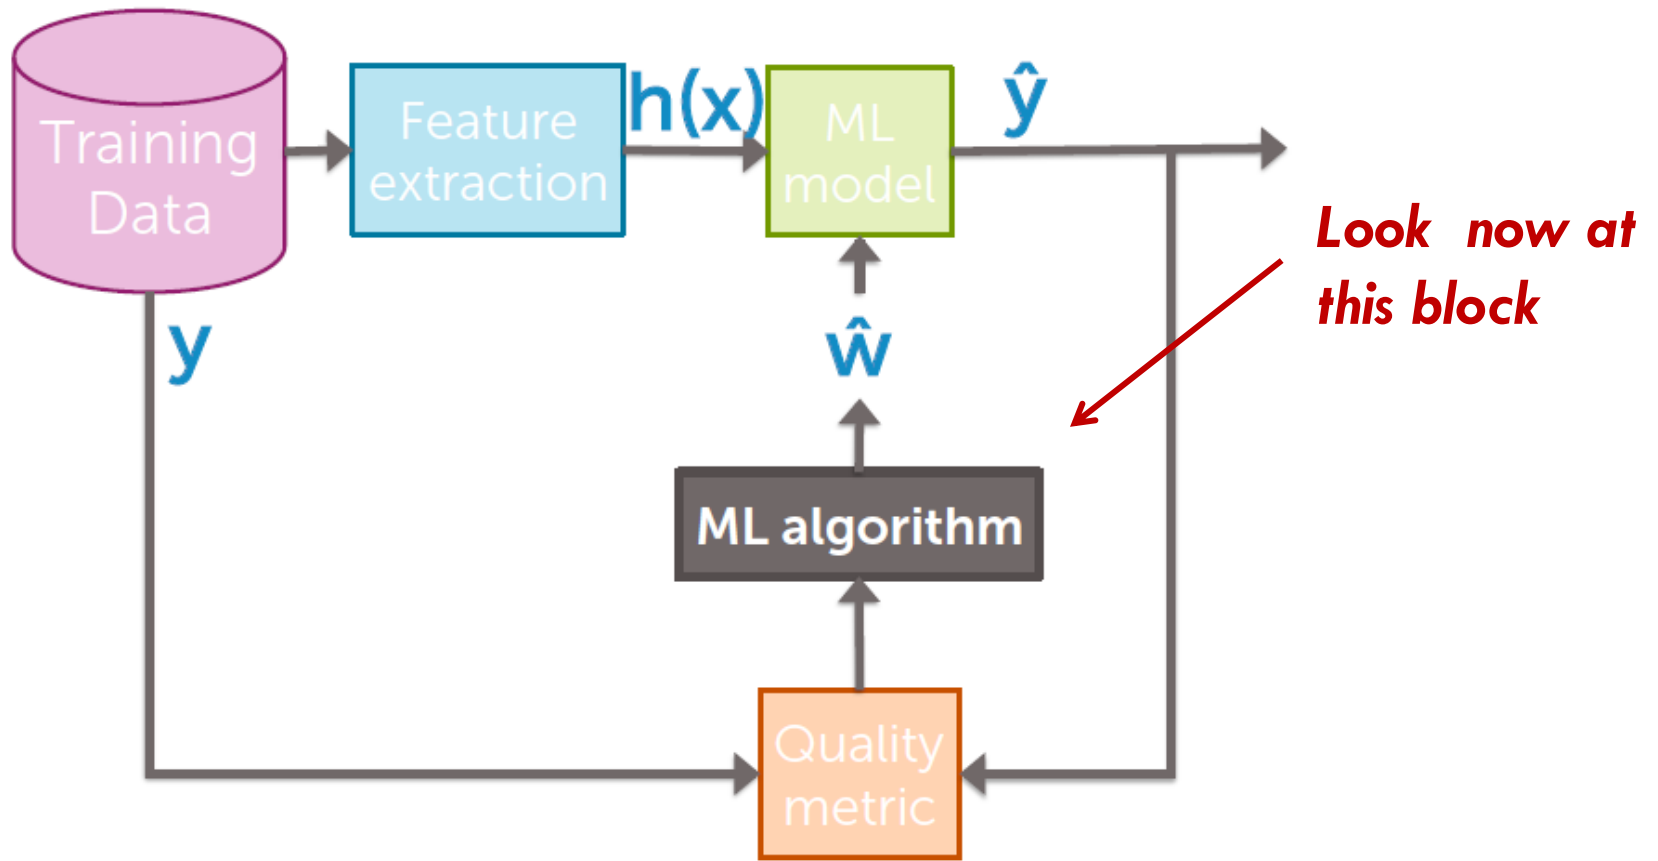 Training
Data
Feature
extraction
h(x)
ML
model
ŷ
Look now at
this block
y
ŵ
ML algorithm
Quality
metric